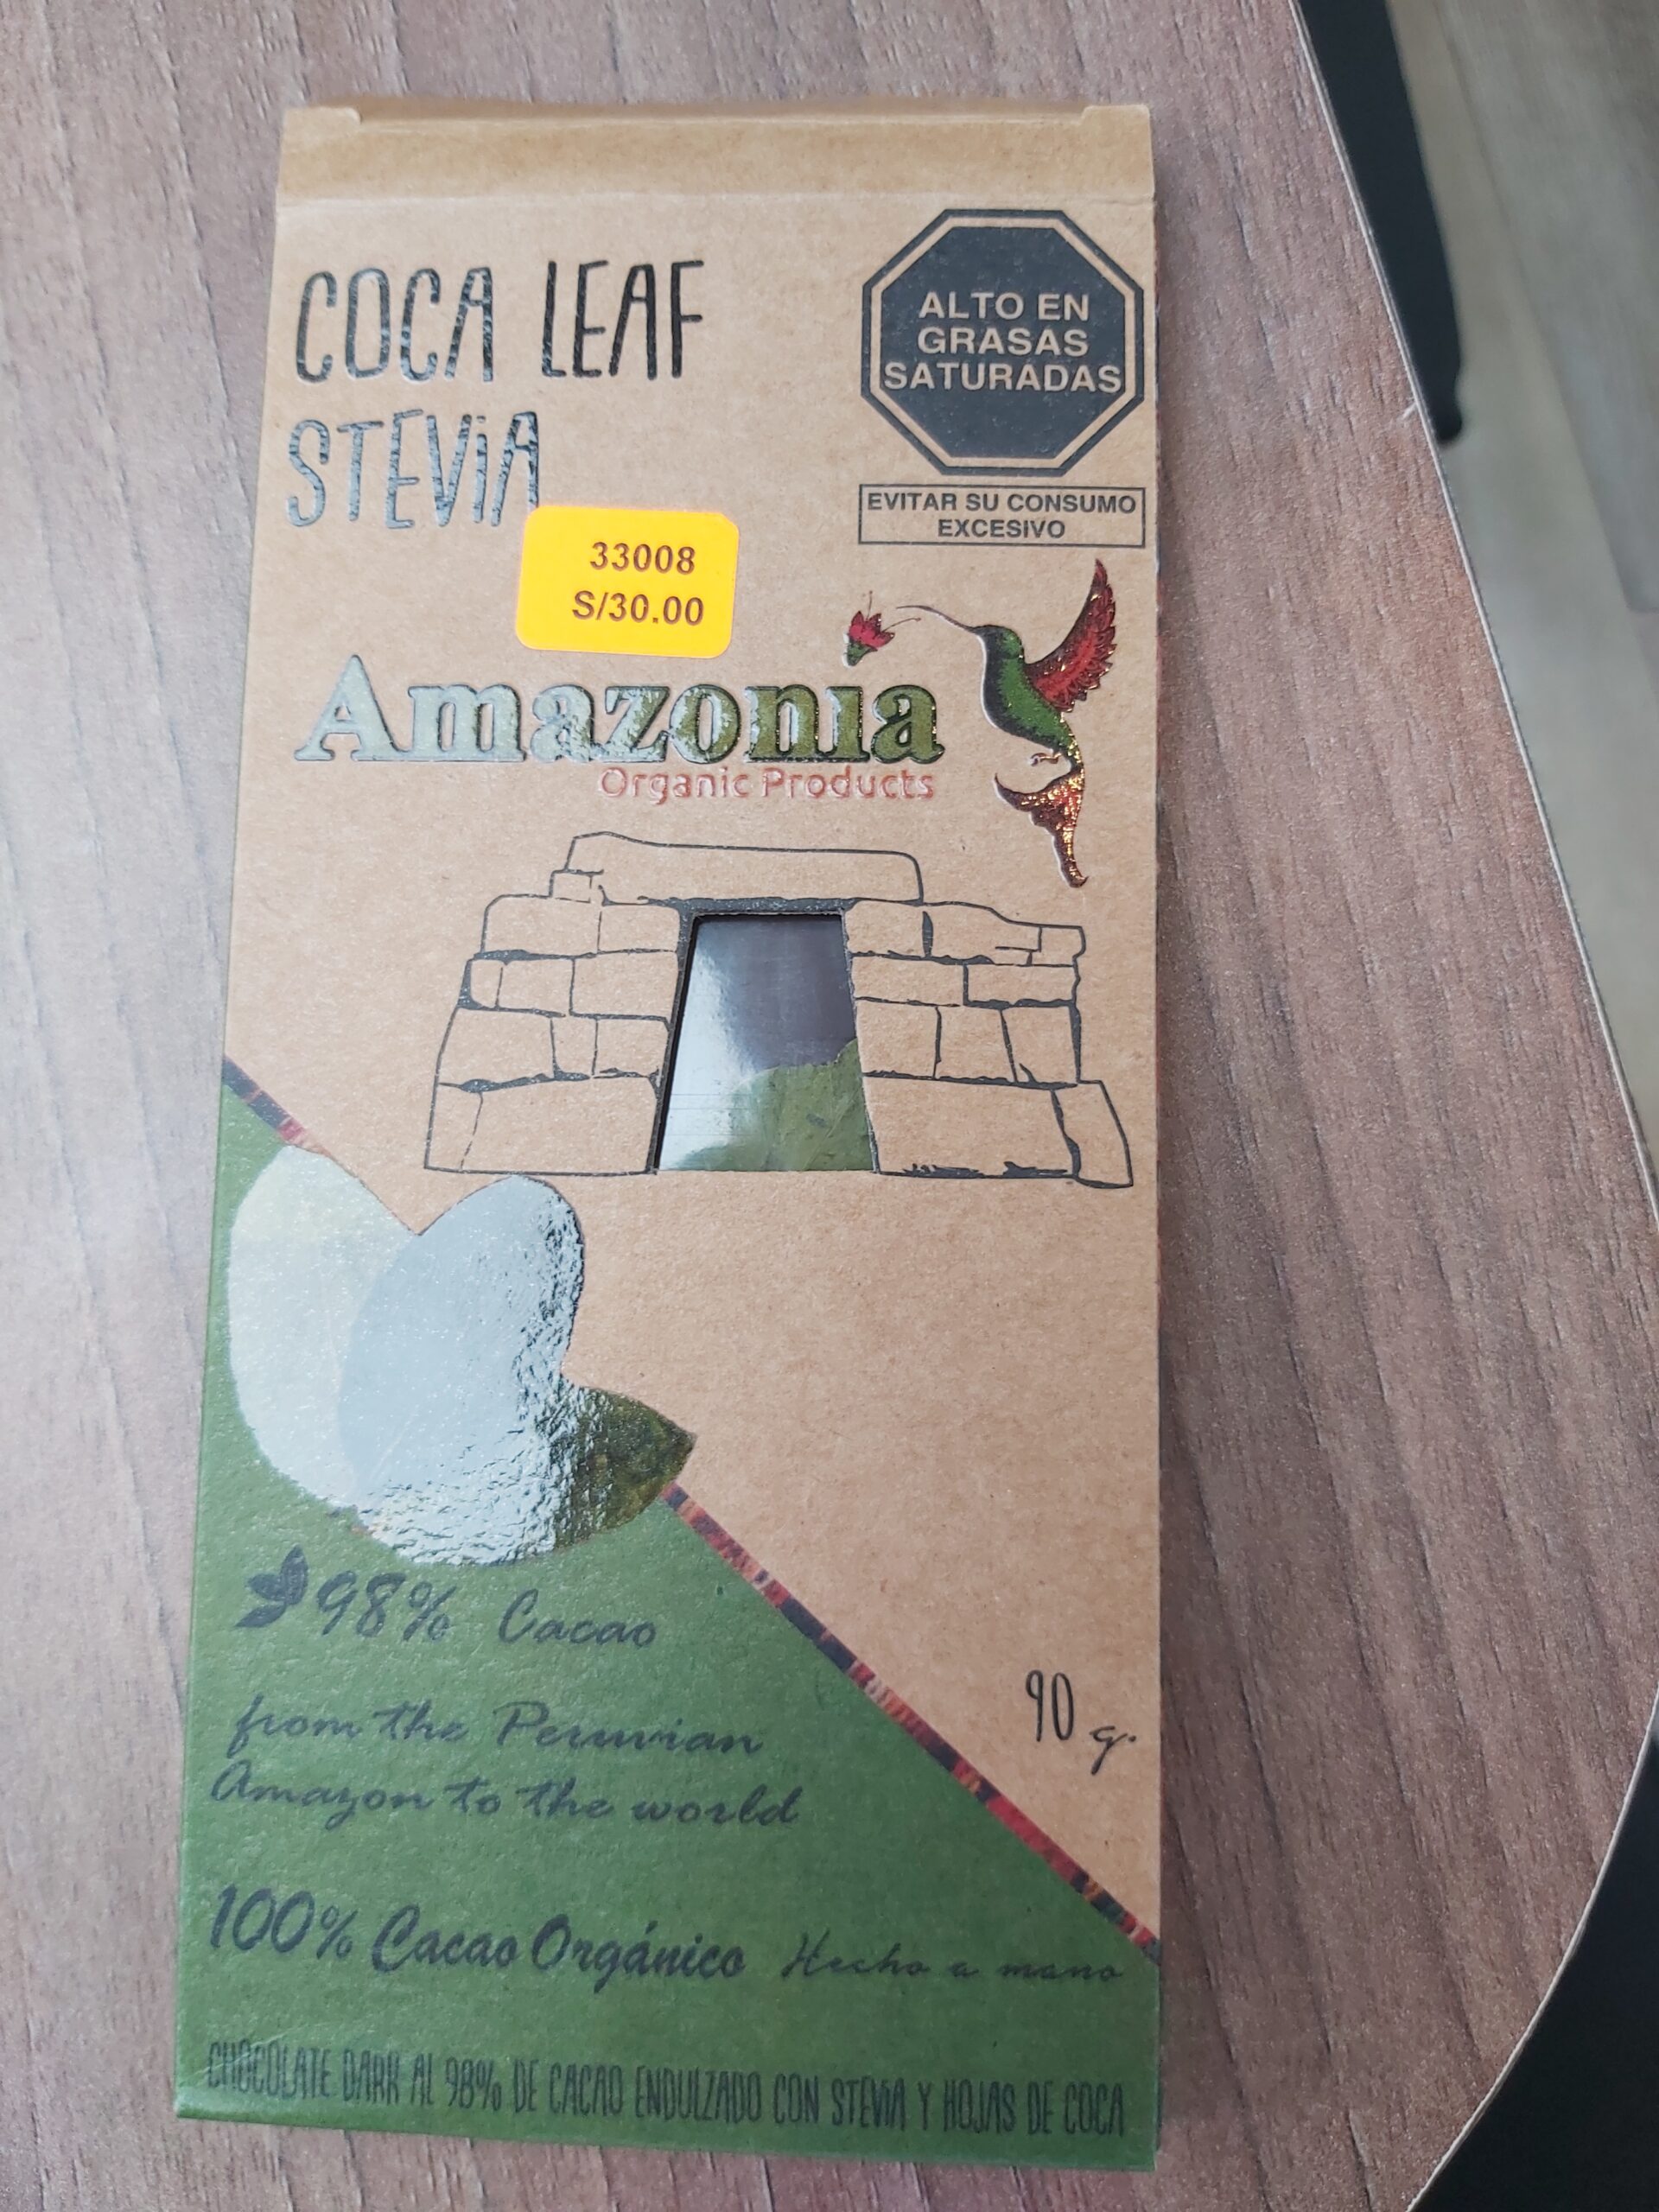 COCA LEAF
STEVIA
ALTO EN
GRASAS
SATURADAS
EVITAR SU CONSUMO
EXCESIVO
33008
S/30.00
Amazonia
Organic Products
98% Cacao
from the Peruvian
Amazon to the world
90 g.
100% Cacao Orgánico Hecho a mano
CHOCOLATE DARK AL 98% DE CACAO ENDULZADO CON STEVIA Y HOJAS DE COCA